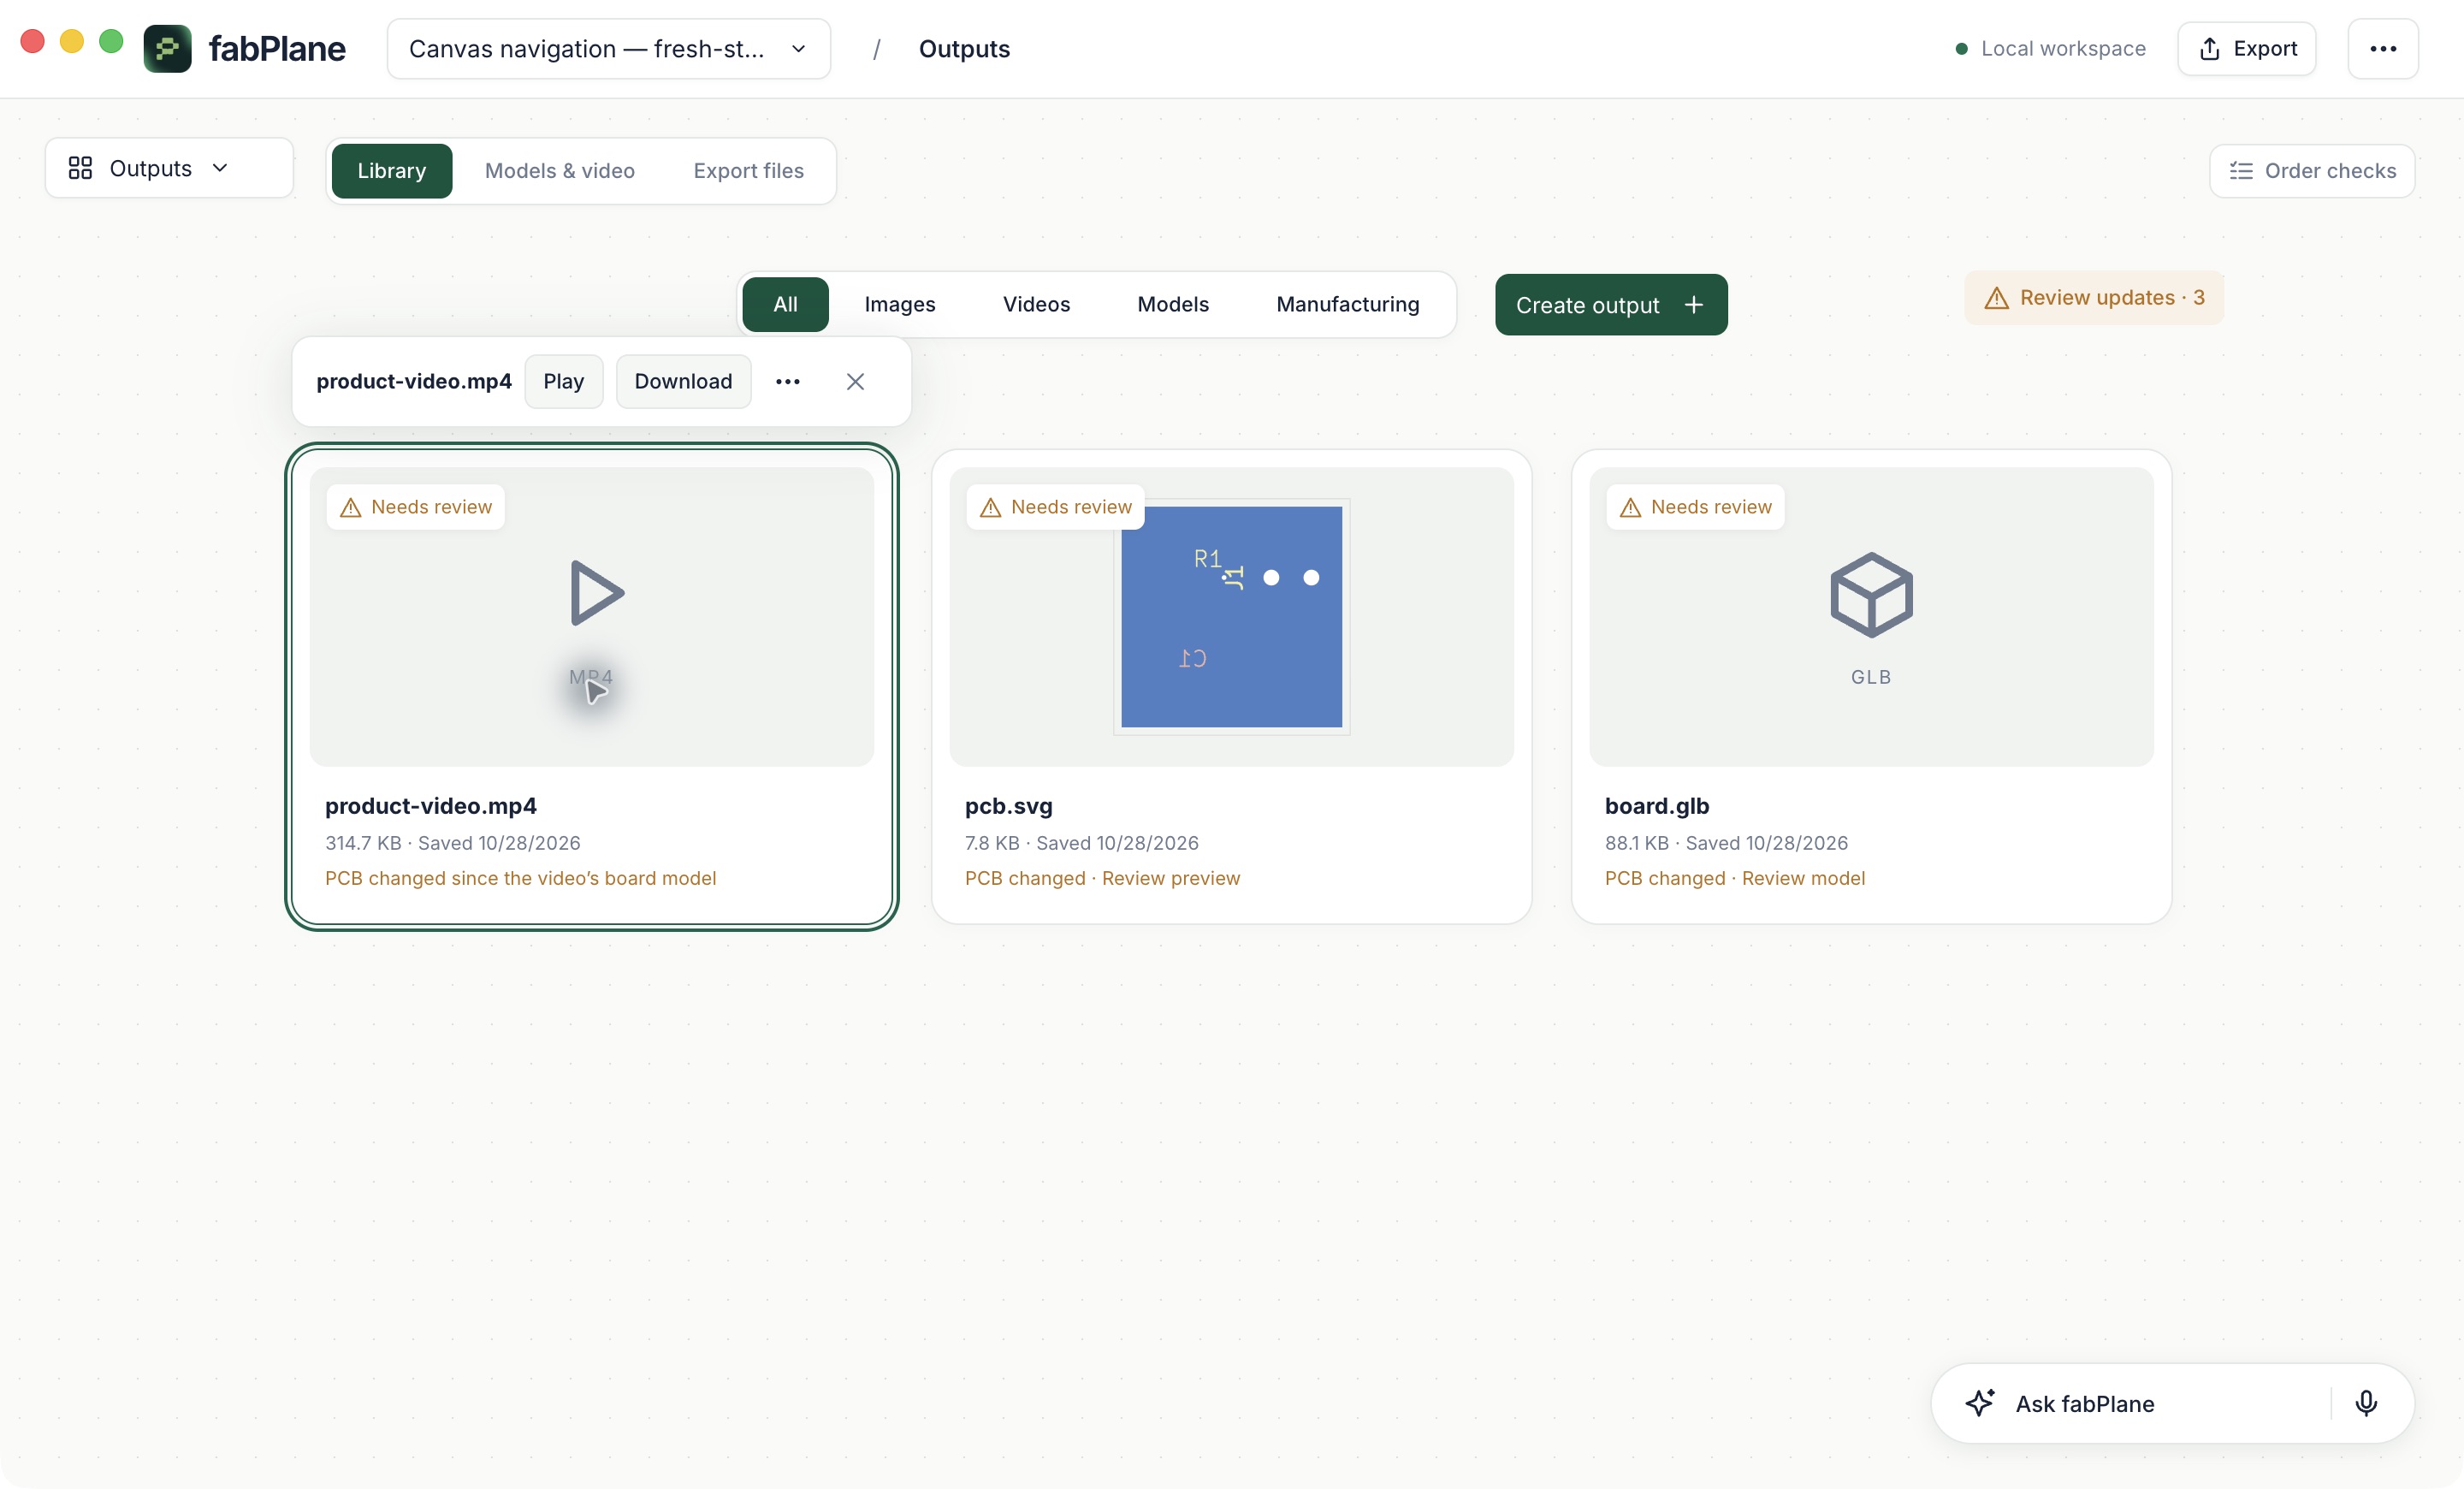 fabPlane
Canvas navigation — fresh-st...
/
Outputs
Local workspace
Export
Outputs
Library
Models & video
Export files
Order checks
All
Images
Videos
Models
Manufacturing
Create output
Review updates · 3
product-video.mp4
Play
Download
Needs review
MP4
product-video.mp4
314.7 KB · Saved 10/28/2026
PCB changed since the video’s board model
Needs review
R1
J1
C1
pcb.svg
7.8 KB · Saved 10/28/2026
PCB changed · Review preview
Needs review
GLB
board.glb
88.1 KB · Saved 10/28/2026
PCB changed · Review model
Ask fabPlane